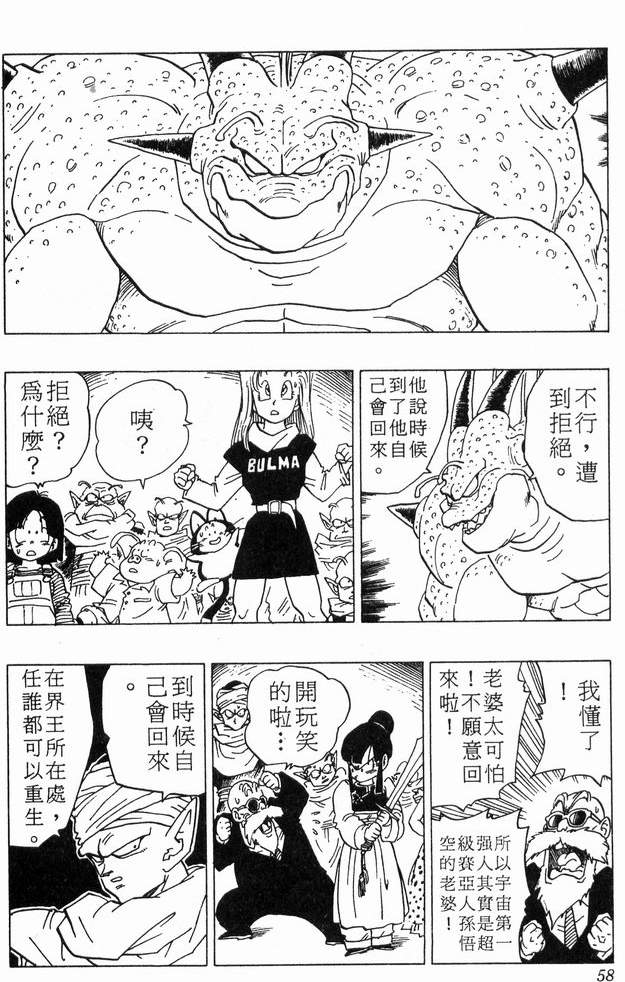 不行，遭
到拒絕。
他說時候
到了他自
己會回來。
BULMA
咦？
拒絕？
爲什麼？
我懂了
！
老婆太可怕
！不願意回
來啦！
所以宇宙第一
强人其實是超
級賽亞人孫悟
空的老婆！
開玩笑
的啦…
到時候自
己會回來
。
在界王所在處，
任誰都可以重生。
58